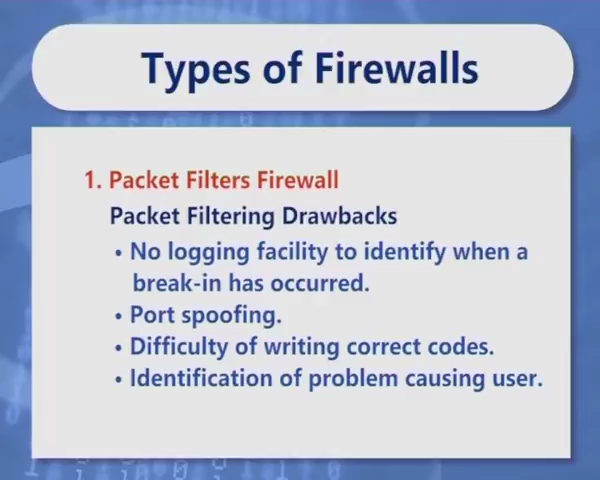 Types of Firewalls
1. Packet Filters Firewall
Packet Filtering Drawbacks
• No logging facility to identify when a
break-in has occurred.
• Port spoofing.
• Difficulty of writing correct codes.
• Identification of problem causing user.